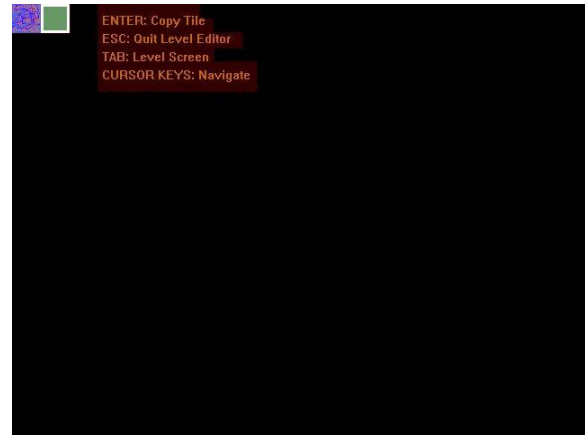 ENTER: Copy Tile
ESC: Quit Level Editor
TAB: Level Screen
CURSOR KEYS: Navigate